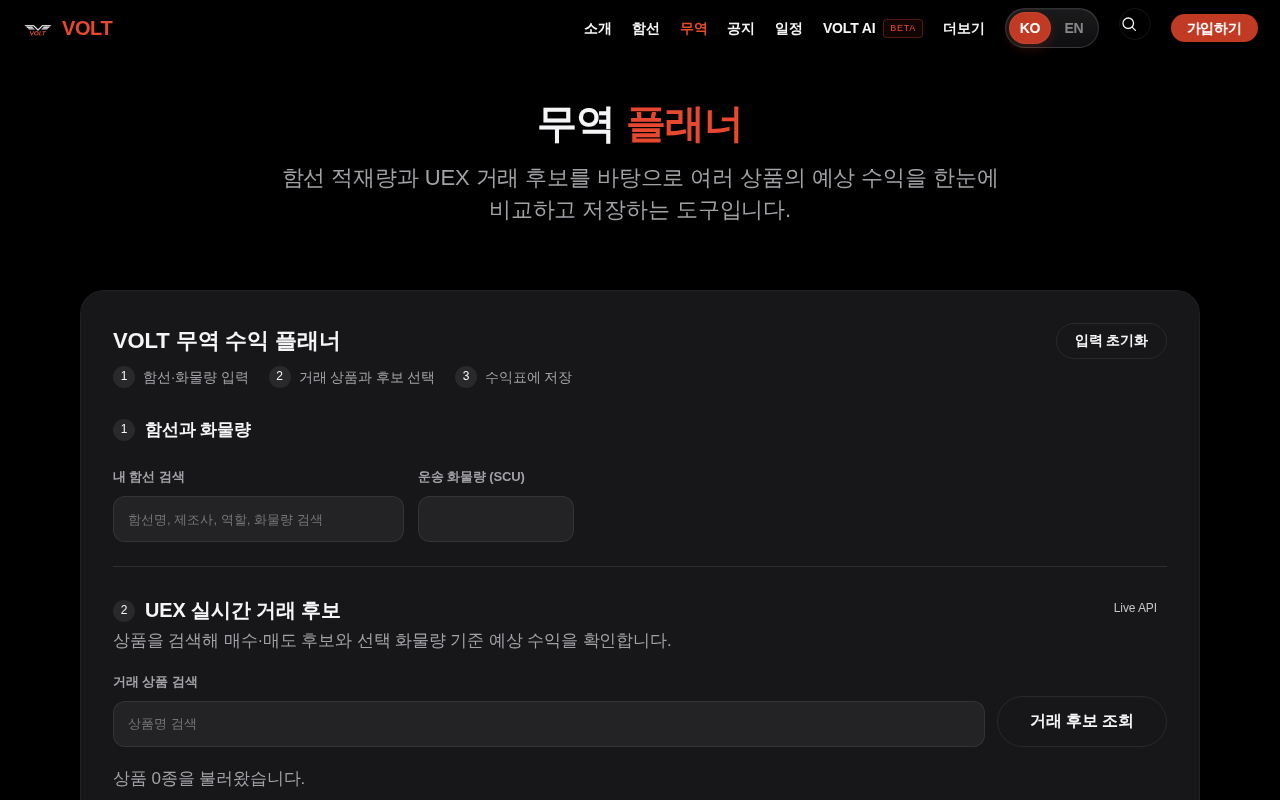 VOLT VOLT 소개 함선 무역 공지 일정 VOLT AI BETA 더보기 KO EN 가입하기
무역 플래너
함선 적재량과 UEX 거래 후보를 바탕으로 여러 상품의 예상 수익을 한눈에
비교하고 저장하는 도구입니다.
VOLT 무역 수익 플래너 입력 초기화
1 함선·화물량 입력 2 거래 상품과 후보 선택 3 수익표에 저장
1 함선과 화물량
내 함선 검색 운송 화물량 (SCU)
함선명, 제조사, 역할, 화물량 검색
2 UEX 실시간 거래 후보 Live API
상품을 검색해 매수·매도 후보와 선택 화물량 기준 예상 수익을 확인합니다.
거래 상품 검색
상품명 검색 거래 후보 조회
상품 0종을 불러왔습니다.